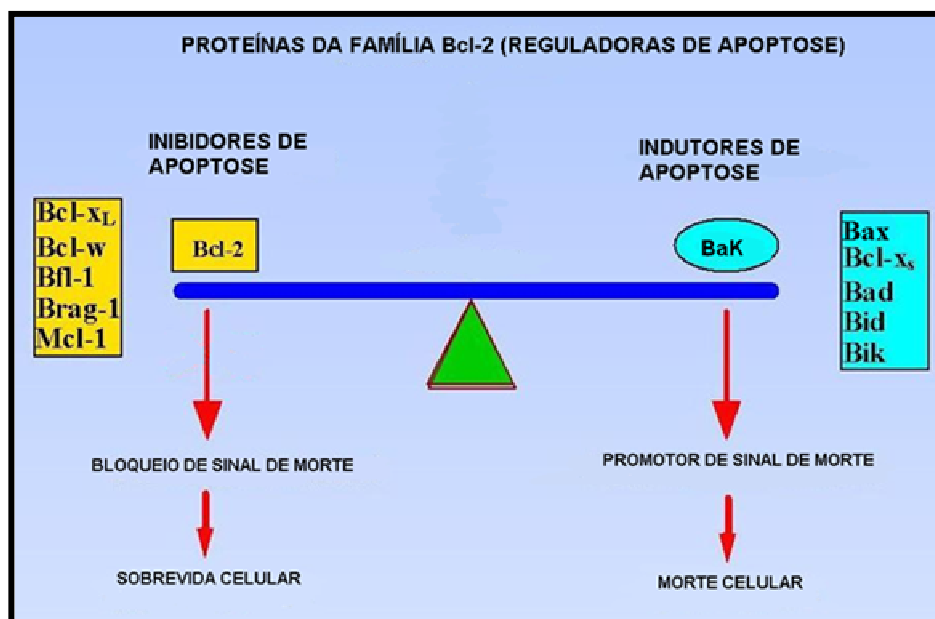 PROTEÍNAS DA FAMÍLIA Bcl-2 (REGULADORAS DE APOPTOSE)
INIBIDORES DE
APOPTOSE
INDUTORES DE
APOPTOSE
Bcl-xL
Bcl-w
Bfl-1
Brag-1
Mcl-1
Bcl-2
BaK
Bax
Bcl-xs
Bad
Bid
Bik
BLOQUEIO DE SINAL DE MORTE
PROMOTOR DE SINAL DE MORTE
SOBREVIDA CELULAR
MORTE CELULAR